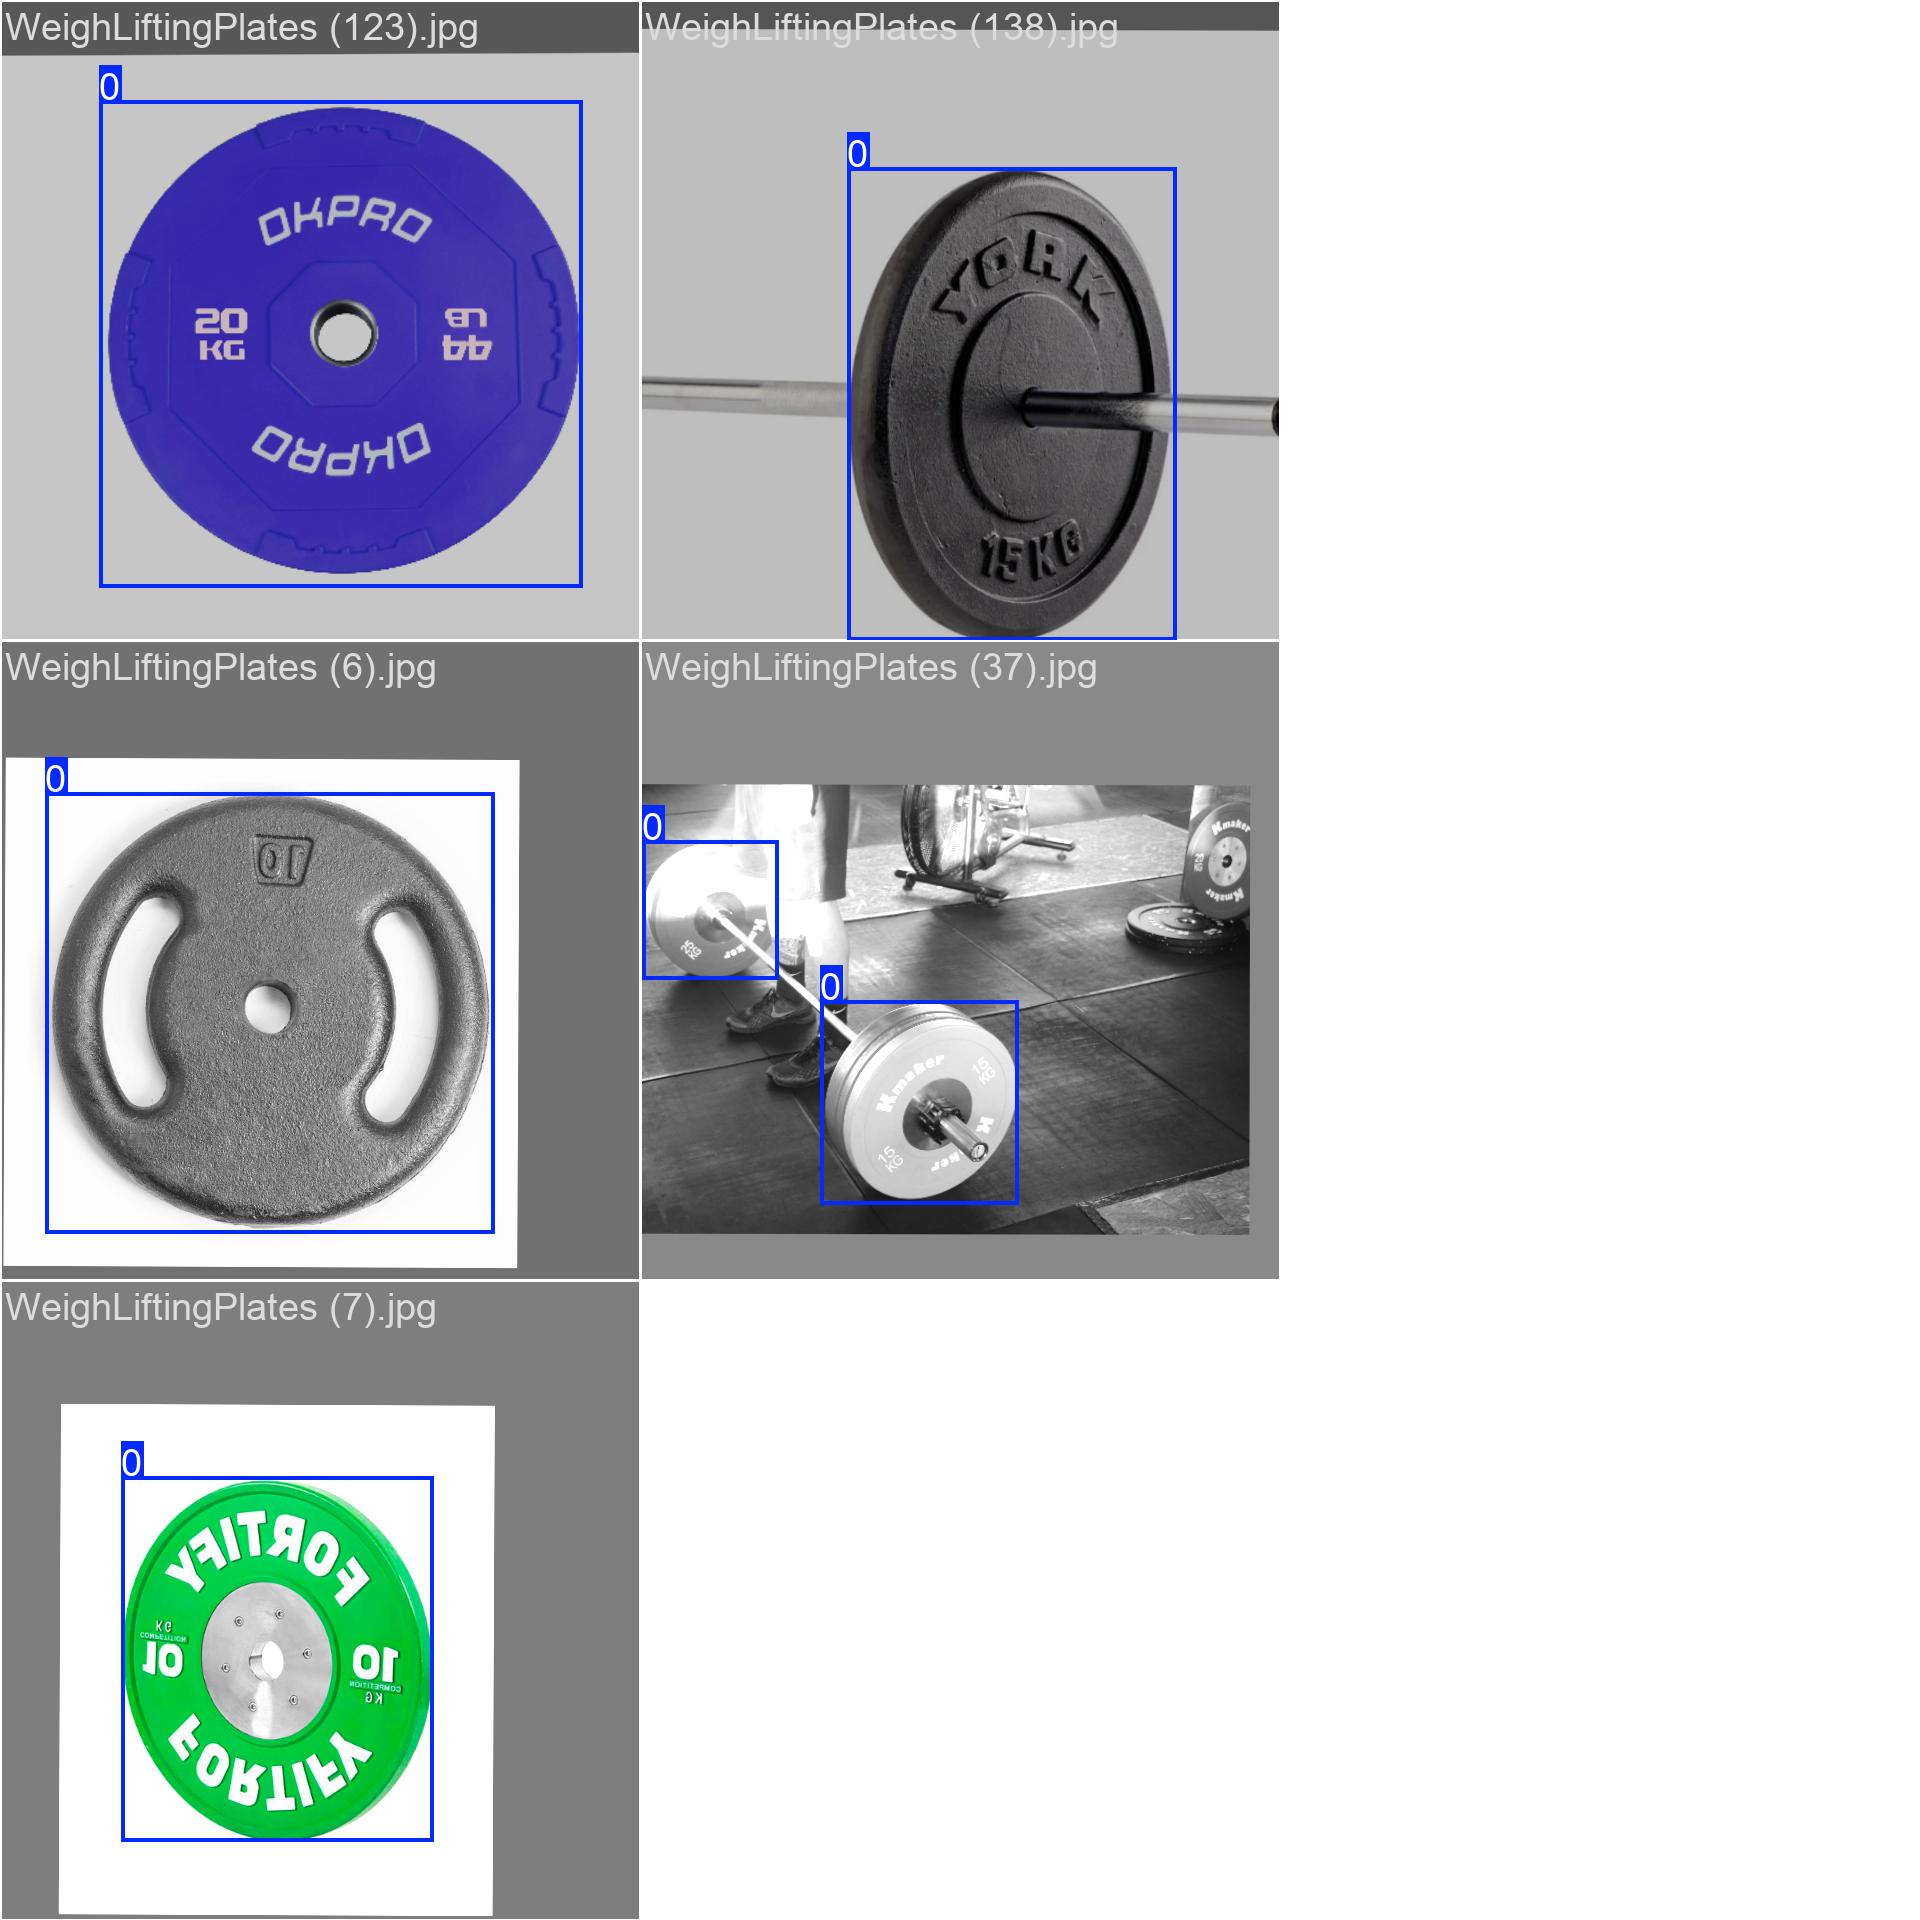 WeighLiftingPlates (123).jpg
0
OKPRO
20
KG
44
LB
OKPRO
WeighLiftingPlates (138).jpg
0
YORK
15 KG
WeighLiftingPlates (6).jpg
0
10
WeighLiftingPlates (37).jpg
0
Kmaker
25
KG
Kmaker
Kmaker
0
Kmaker
15
KG
15
KG
WeighLiftingPlates (7).jpg
0
FORTIFY
KG
COMPETITION
10
10
COMPETITION
KG
FORTIFY